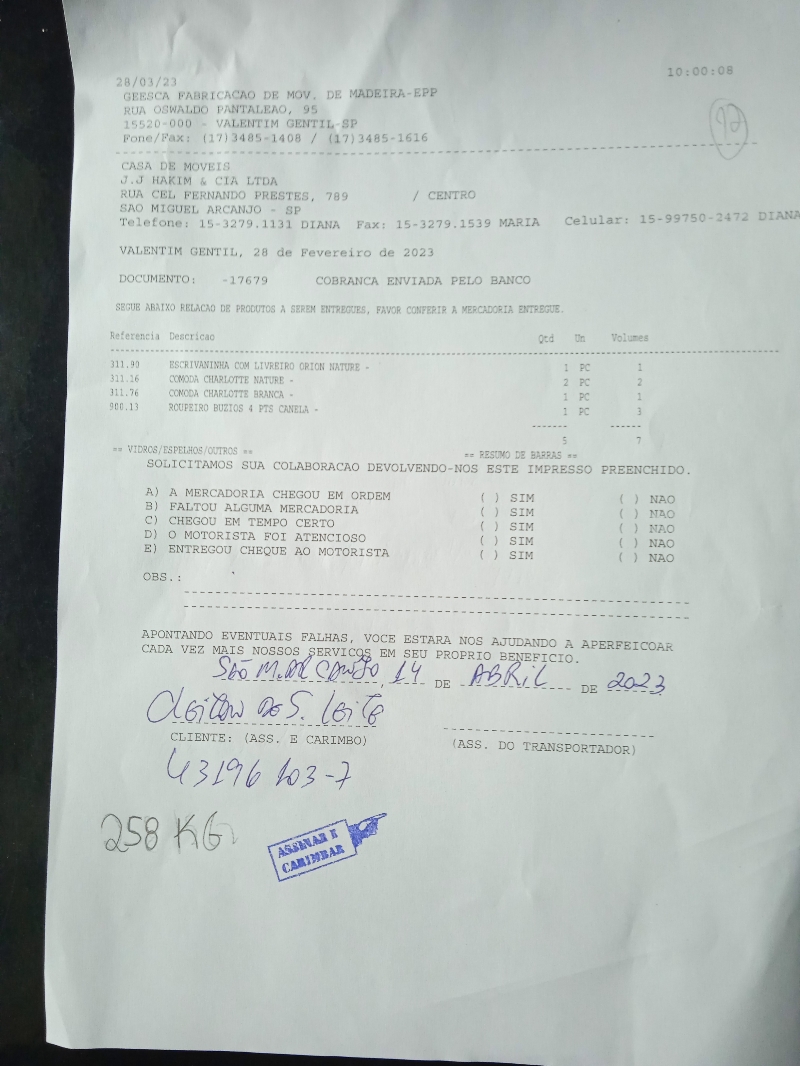 28/03/23 10:00:08
GEESCA FABRICACAO DE MOV. DE MADEIRA-EPP
RUA OSWALDO PANTALEAO, 95
15520-000 - VALENTIM GENTIL-SP
Fone/Fax: (17)3485-1408 / (17)3485-1616
92
CASA DE MOVEIS
J.J HAKIM & CIA LTDA
RUA CEL FERNANDO PRESTES, 789 / CENTRO
SAO MIGUEL ARCANJO - SP
Telefone: 15-3279.1131 DIANA Fax: 15-3279.1539 MARIA Celular: 15-99750-2472 DIANA
VALENTIM GENTIL, 28 de Fevereiro de 2023
DOCUMENTO: -17679 COBRANCA ENVIADA PELO BANCO
SEGUE ABAIXO RELACAO DE PRODUTOS A SEREM ENTREGUES, FAVOR CONFERIR A MERCADORIA ENTREGUE.
Referencia Descricao Qtd Un Volumes
311.90 ESCRIVANINHA COM LIVREIRO ORION NATURE - 1 PC 1
311.16 COMODA CHARLOTTE NATURE - 2 PC 2
311.76 COMODA CHARLOTTE BRANCA - 1 PC 1
900.13 ROUPEIRO BUZIOS 4 PTS CANELA - 1 PC 3
5 7
== VIDROS/ESPELHOS/OUTROS == == RESUMO DE BARRAS ==
SOLICITAMOS SUA COLABORACAO DEVOLVENDO-NOS ESTE IMPRESSO PREENCHIDO.
A) A MERCADORIA CHEGOU EM ORDEM ( ) SIM ( ) NAO
B) FALTOU ALGUMA MERCADORIA ( ) SIM ( ) NAO
C) CHEGOU EM TEMPO CERTO ( ) SIM ( ) NAO
D) O MOTORISTA FOI ATENCIOSO ( ) SIM ( ) NAO
E) ENTREGOU CHEQUE AO MOTORISTA ( ) SIM ( ) NAO
OBS.:
APONTANDO EVENTUAIS FALHAS, VOCE ESTARA NOS AJUDANDO A APERFEICOAR
CADA VEZ MAIS NOSSOS SERVICOS EM SEU PROPRIO BENEFICIO.
SÃO M. ARCANJO, 14 DE ABRIL DE 2023
Cleiton de S. Leite
CLIENTE: (ASS. E CARIMBO) (ASS. DO TRANSPORTADOR)
43196103-7
258 KG
ASSINAR E
CARIMBAR